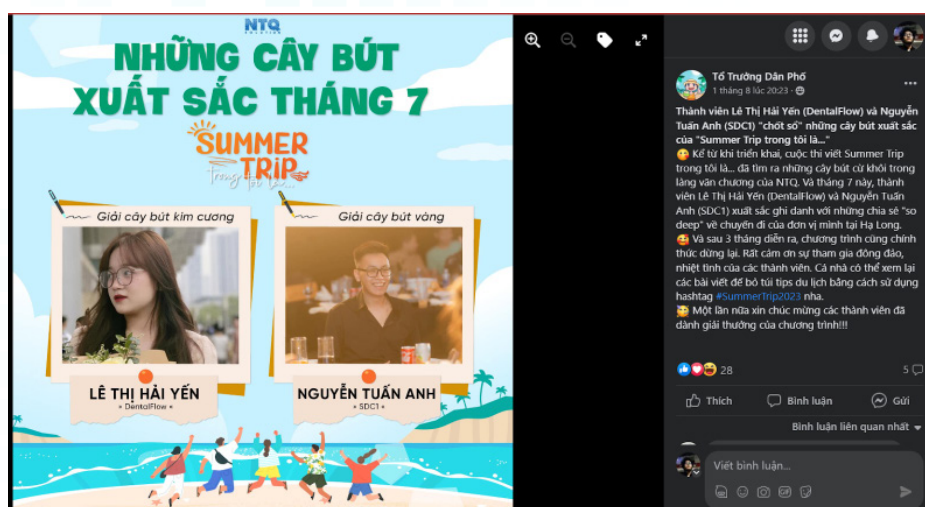 NTQ
SOLUTION
NHỮNG CÂY BÚT
XUẤT SẮC THÁNG 7
SUMMER
TRIP
Trong tôi là...
Giải cây bút kim cương
Giải cây bút vàng
LÊ THỊ HẢI YẾN
• DentalFlow •
NGUYỄN TUẤN ANH
• SDC1 •
Tổ Trưởng Dân Phố
1 tháng 8 lúc 20:23 ·
Thành viên Lê Thị Hải Yến (DentalFlow) và Nguyễn
Tuấn Anh (SDC1) "chốt sổ" những cây bút xuất sắc
của "Summer Trip trong tôi là..."
Kể từ khi triển khai, cuộc thi viết Summer Trip
trong tôi là... đã tìm ra những cây bút cừ khôi trong
làng văn chương của NTQ. Và tháng 7 này, thành
viên Lê Thị Hải Yến (DentalFlow) và Nguyễn Tuấn
Anh (SDC1) xuất sắc ghi danh với những chia sẻ "so
deep" về chuyến đi của đơn vị mình tại Hạ Long.
Và sau 3 tháng diễn ra, chương trình cũng chính
thức dừng lại. Rất cảm ơn sự tham gia đông đảo,
nhiệt tình của các thành viên. Cả nhà có thể xem lại
các bài viết để bỏ túi tips du lịch bằng cách sử dụng
hashtag #SummerTrip2023 nha.
Một lần nữa xin chúc mừng các thành viên đã
dành giải thưởng của chương trình!!!
28
5
Thích
Bình luận
Gửi
Bình luận liên quan nhất
Viết bình luận...
GIF